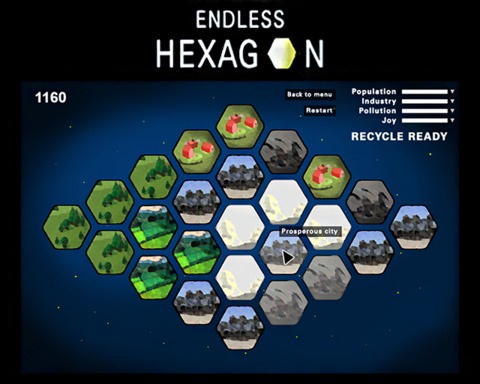 ENDLESS
HEXAGON
1160
Back to menu
Restart
Population
Industry
Pollution
Joy
RECYCLE READY
Prosperous city